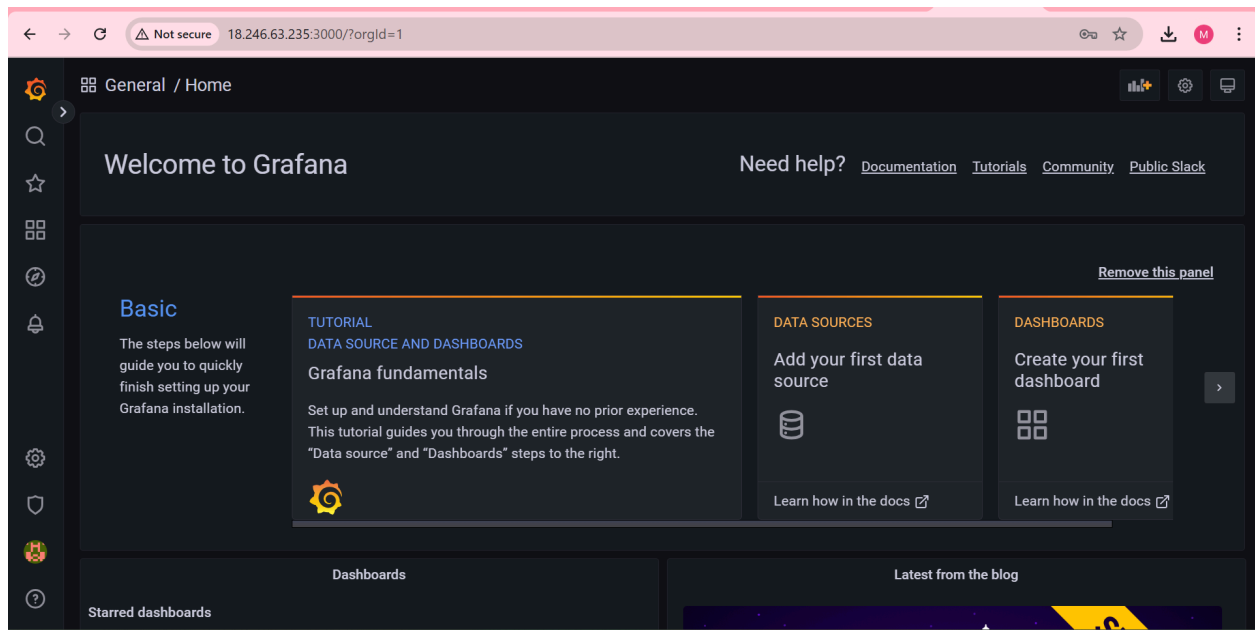 Not secure 18.246.63.235:3000/?orgId=1
M
General / Home
Welcome to Grafana
Need help? Documentation Tutorials Community Public Slack
Remove this panel
Basic
The steps below will
guide you to quickly
finish setting up your
Grafana installation.
TUTORIAL
DATA SOURCE AND DASHBOARDS
Grafana fundamentals
Set up and understand Grafana if you have no prior experience.
This tutorial guides you through the entire process and covers the
“Data source” and “Dashboards” steps to the right.
DATA SOURCES
Add your first data
source
Learn how in the docs
DASHBOARDS
Create your first
dashboard
Learn how in the docs
Dashboards
Starred dashboards
Latest from the blog